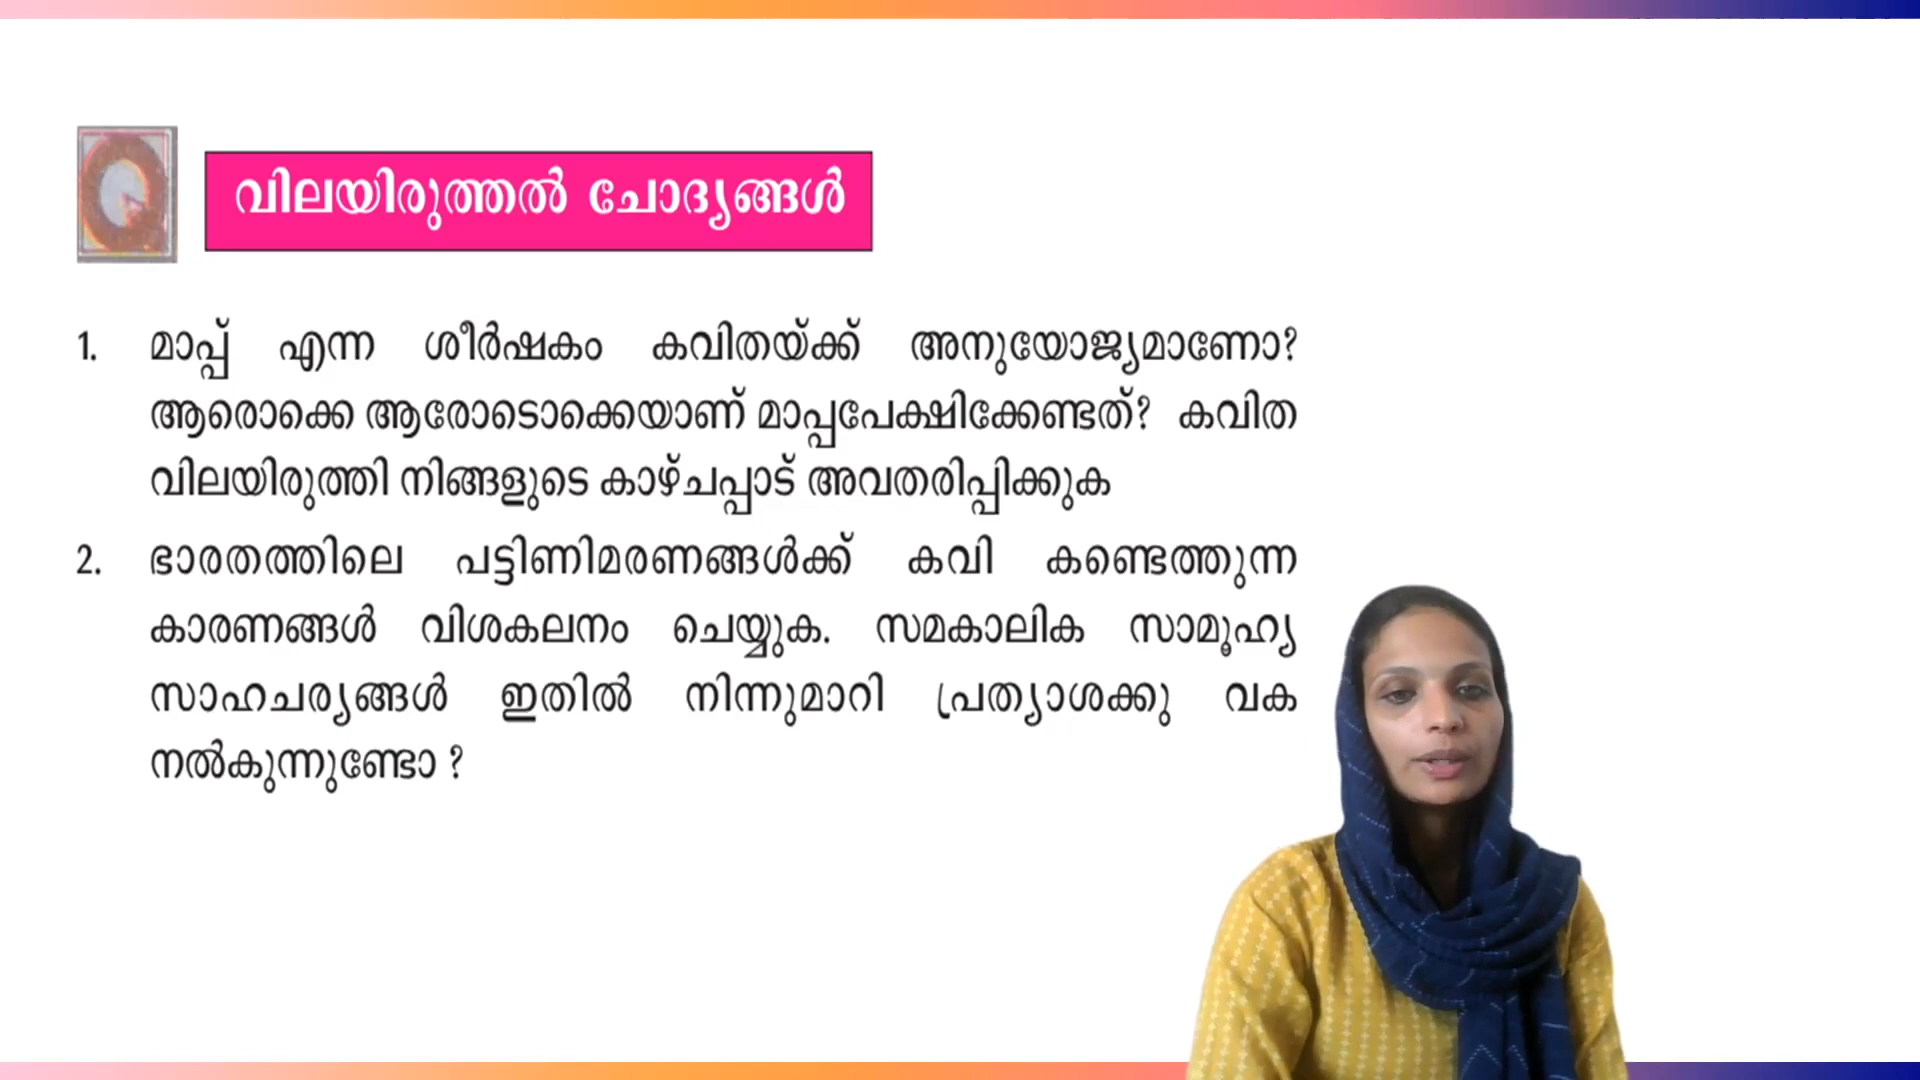 വിലയിരുത്തൽ ചോദ്യങ്ങൾ
1. മാപ്പ് എന്ന ശീർഷകം കവിതയ്ക്ക് അനുയോജ്യമാണോ?
ആരൊക്കെ ആരോടൊക്കെയാണ് മാപ്പപേക്ഷിക്കേണ്ടത്? കവിത
വിലയിരുത്തി നിങ്ങളുടെ കാഴ്ചപ്പാട് അവതരിപ്പിക്കുക
2. ഭാരതത്തിലെ പട്ടിണിമരണങ്ങൾക്ക് കവി കണ്ടെത്തുന്ന
കാരണങ്ങൾ വിശകലനം ചെയ്യുക. സമകാലിക സാമൂഹ്യ
സാഹചര്യങ്ങൾ ഇതിൽ നിന്നുമാറി പ്രത്യാശക്കു വക
നൽകുന്നുണ്ടോ ?